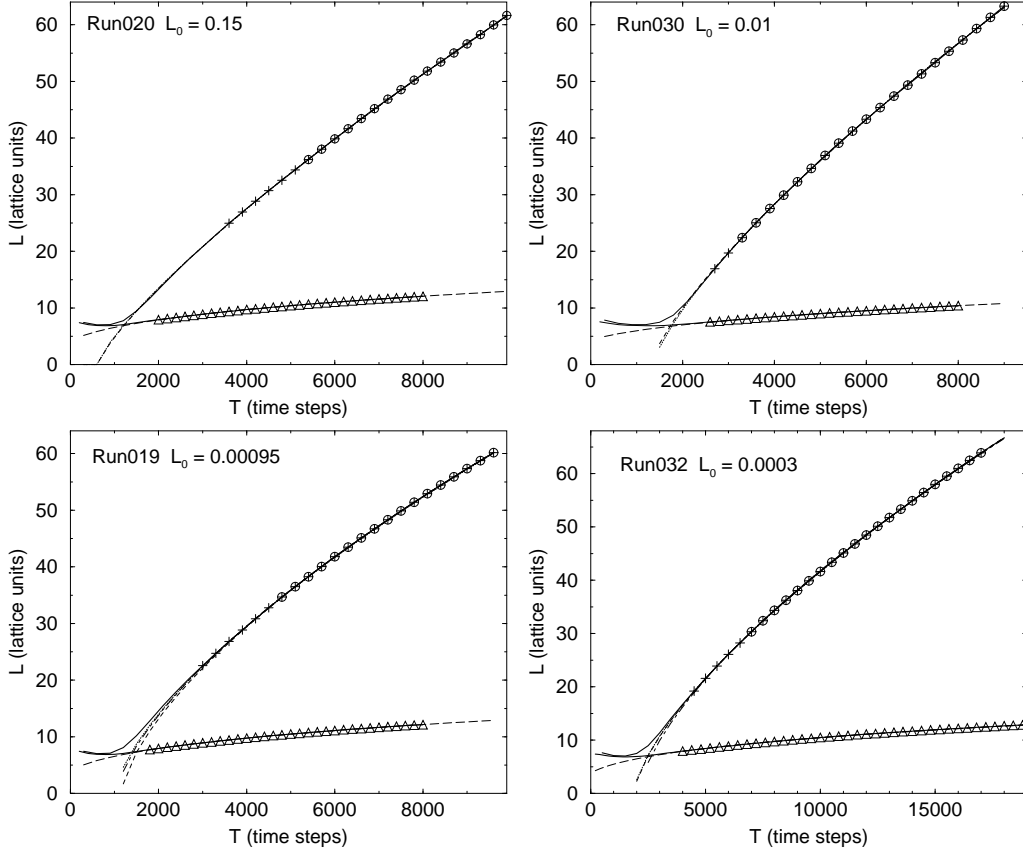 Run020 L₀ = 0.15
L (lattice units)
60
50
40
30
20
10
0
0 2000 4000 6000 8000
T (time steps)
Run030 L₀ = 0.01
L (lattice units)
60
50
40
30
20
10
0
0 2000 4000 6000 8000
T (time steps)
Run019 L₀ = 0.00095
L (lattice units)
60
50
40
30
20
10
0
0 2000 4000 6000 8000
T (time steps)
Run032 L₀ = 0.0003
L (lattice units)
60
50
40
30
20
10
0
0 5000 10000 15000
T (time steps)